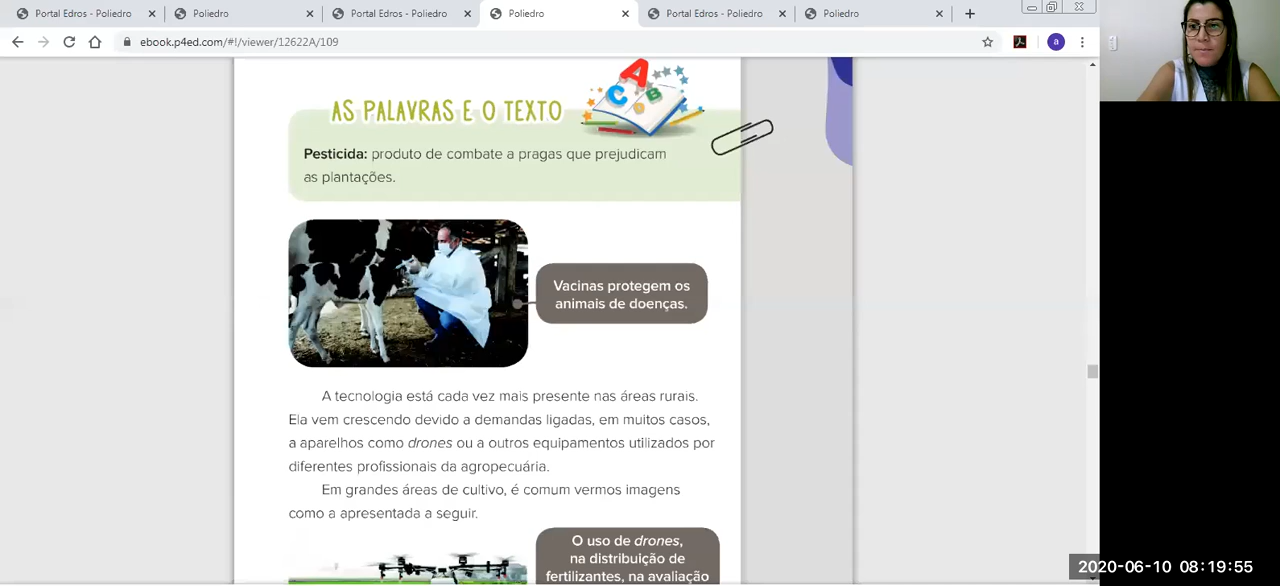 Portal Edros - Poliedro
Poliedro
Portal Edros - Poliedro
Poliedro
Portal Edros - Poliedro
Poliedro
ebook.p4ed.com/#!/viewer/12622A/109
a
AS PALAVRAS E O TEXTO
A
C
B
Pesticida: produto de combate a pragas que prejudicam
as plantações.
Vacinas protegem os
animais de doenças.
A tecnologia está cada vez mais presente nas áreas rurais.
Ela vem crescendo devido a demandas ligadas, em muitos casos,
a aparelhos como drones ou a outros equipamentos utilizados por
diferentes profissionais da agropecuária.
Em grandes áreas de cultivo, é comum vermos imagens
como a apresentada a seguir.
O uso de drones,
na distribuição de
fertilizantes, na avaliação
2020-06-10 08:19:55